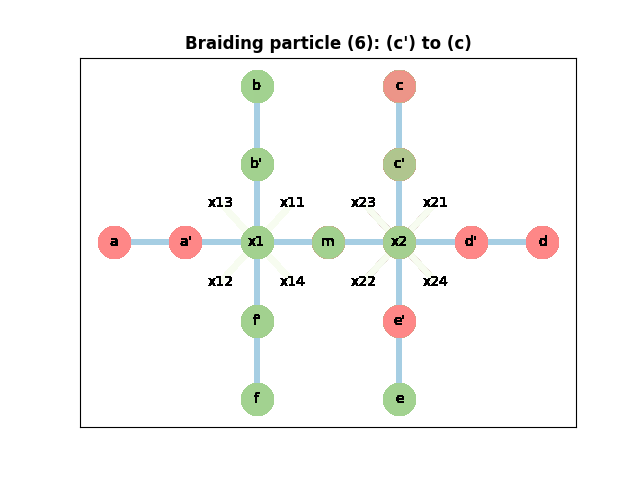 Braiding particle (6): (c') to (c)
b c
b' c'
x13 x11 x23 x21
a a' x1 m x2 d' d
x12 x14 x22 x24
f' e'
f e